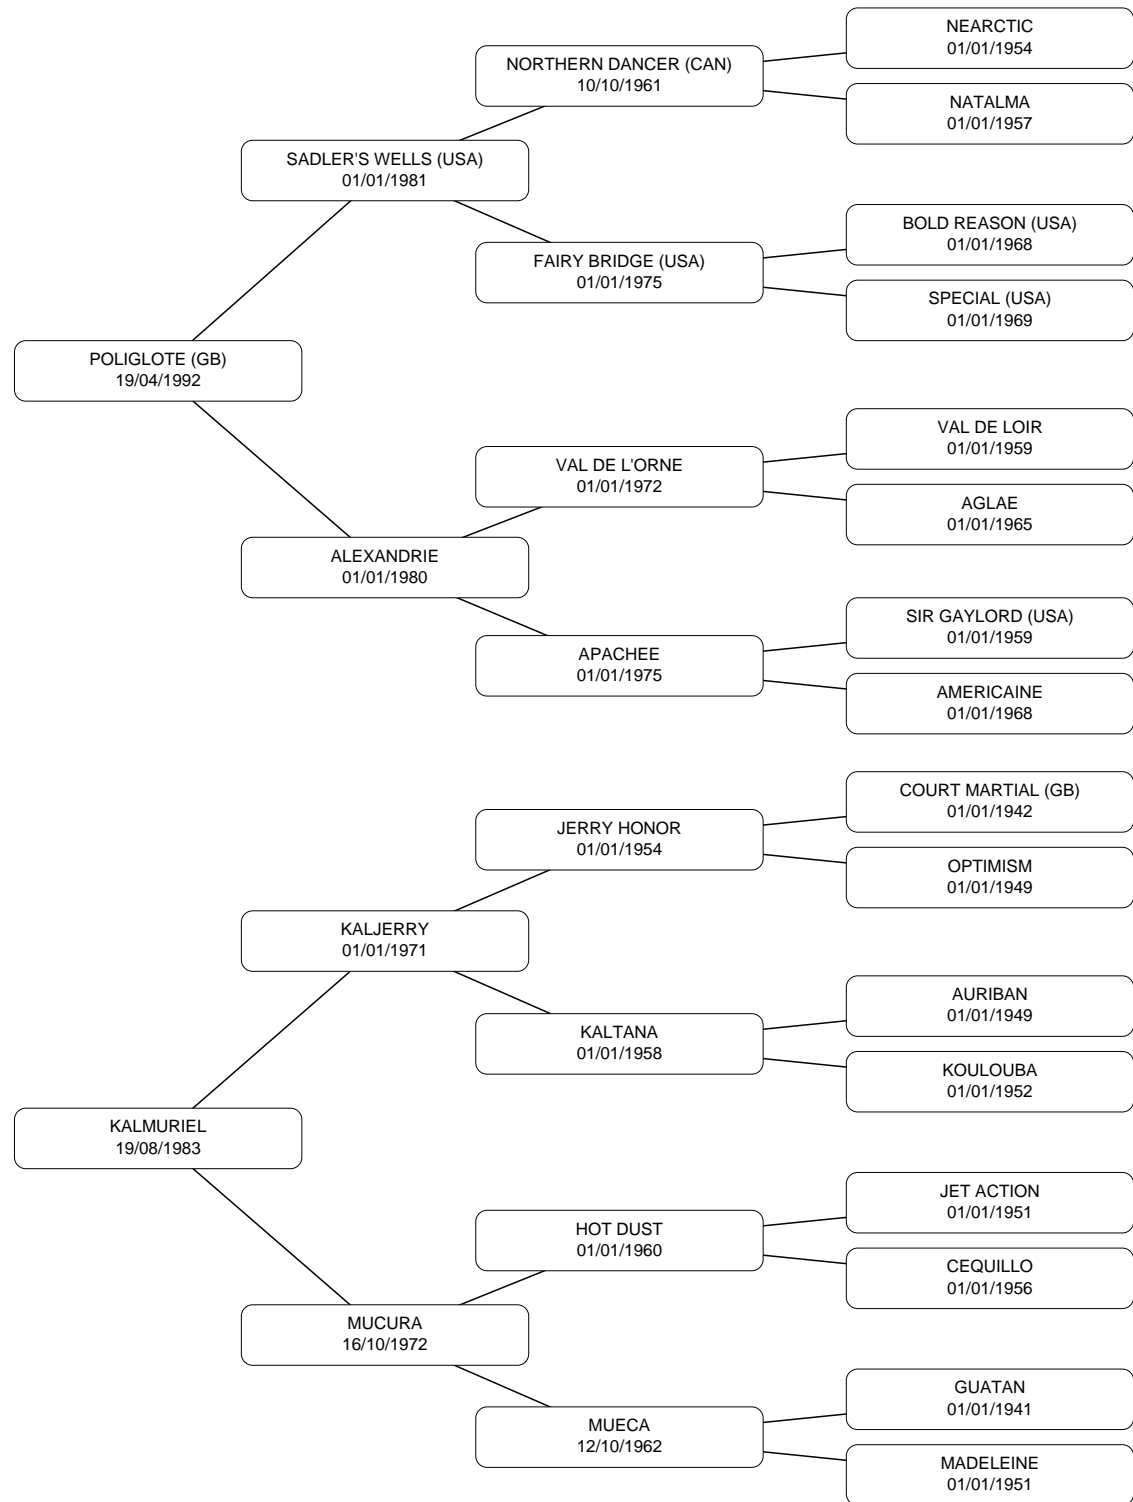 NEARCTIC
01/01/1954
NORTHERN DANCER (CAN)
10/10/1961
NATALMA
01/01/1957
SADLER'S WELLS (USA)
01/01/1981
BOLD REASON (USA)
01/01/1968
FAIRY BRIDGE (USA)
01/01/1975
SPECIAL (USA)
01/01/1969
POLIGLOTE (GB)
19/04/1992
VAL DE LOIR
01/01/1959
VAL DE L'ORNE
01/01/1972
AGLAE
01/01/1965
ALEXANDRIE
01/01/1980
SIR GAYLORD (USA)
01/01/1959
APACHEE
01/01/1975
AMERICAINE
01/01/1968
COURT MARTIAL (GB)
01/01/1942
JERRY HONOR
01/01/1954
OPTIMISM
01/01/1949
KALJERRY
01/01/1971
AURIBAN
01/01/1949
KALTANA
01/01/1958
KOULOUBA
01/01/1952
KALMURIEL
19/08/1983
JET ACTION
01/01/1951
HOT DUST
01/01/1960
CEQUILLO
01/01/1956
MUCURA
16/10/1972
GUATAN
01/01/1941
MUECA
12/10/1962
MADELEINE
01/01/1951